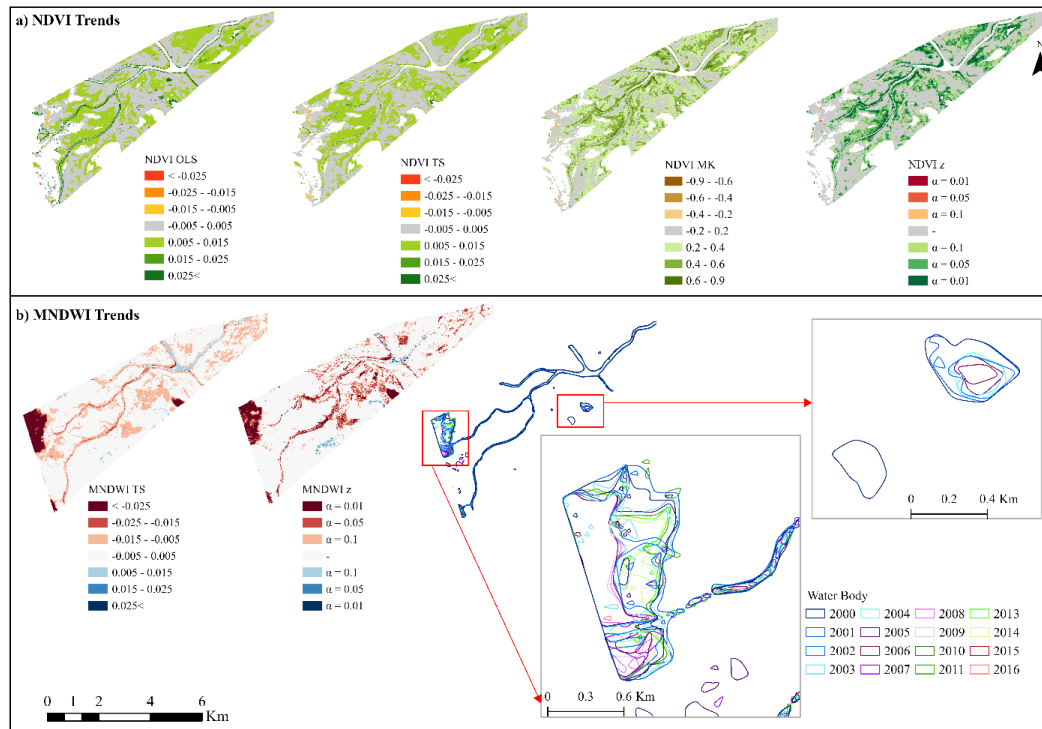 a) NDVI Trends
N
NDVI OLS
< -0.025
-0.025 - -0.015
-0.015 - -0.005
-0.005 - 0.005
0.005 - 0.015
0.015 - 0.025
0.025<
NDVI TS
< -0.025
-0.025 - -0.015
-0.015 - -0.005
-0.005 - 0.005
0.005 - 0.015
0.015 - 0.025
0.025<
NDVI MK
-0.9 - -0.6
-0.6 - -0.4
-0.4 - -0.2
-0.2 - 0.2
0.2 - 0.4
0.4 - 0.6
0.6 - 0.9
NDVI z
α = 0.01
α = 0.05
α = 0.1
-
α = 0.1
α = 0.05
α = 0.01
b) MNDWI Trends
MNDWI TS
< -0.025
-0.025 - -0.015
-0.015 - -0.005
-0.005 - 0.005
0.005 - 0.015
0.015 - 0.025
0.025<
MNDWI z
α = 0.01
α = 0.05
α = 0.1
-
α = 0.1
α = 0.05
α = 0.01
0 0.2 0.4 Km
0 0.3 0.6 Km
Water Body
2000 2004 2008 2013
2001 2005 2009 2014
2002 2006 2010 2015
2003 2007 2011 2016
0 1 2 4 6
Km